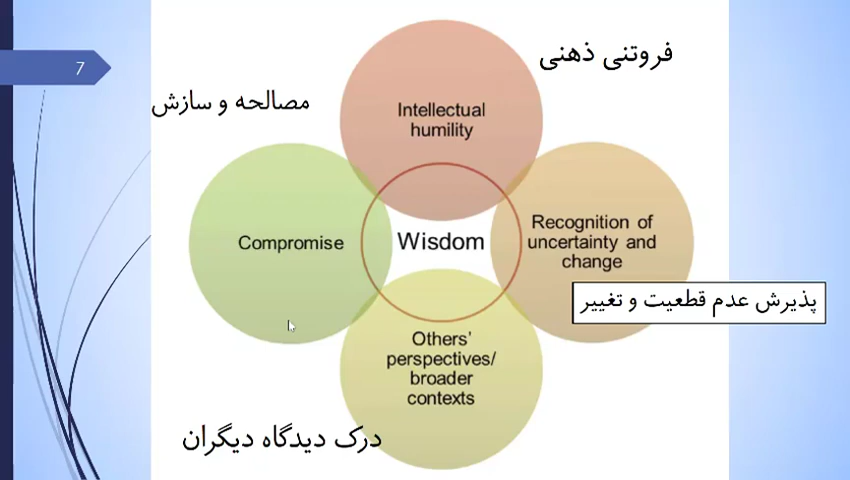 7
فروتنی ذهنی
مصالحه و سازش
Intellectual
humility
Compromise
Wisdom
Recognition of
uncertainty and
change
پذیرش عدم قطعیت و تغییر
Others'
perspectives/
broader
contexts
درک دیدگاه دیگران